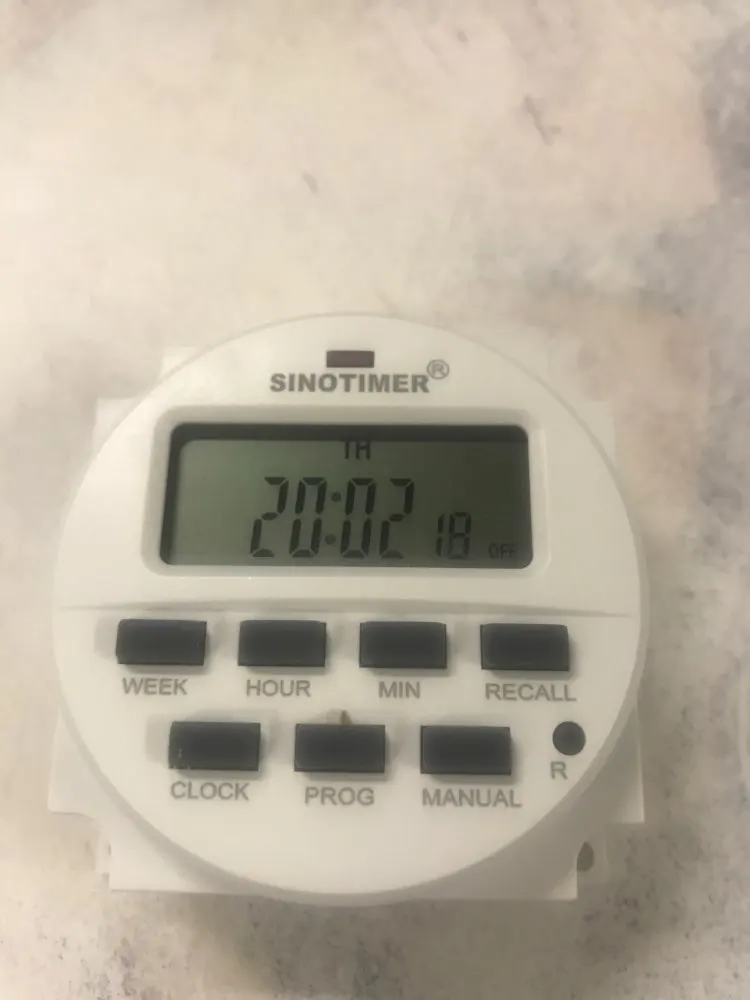 SINOTIMER®
TH
20:02 18 OFF
WEEK HOUR MIN RECALL
CLOCK PROG MANUAL R